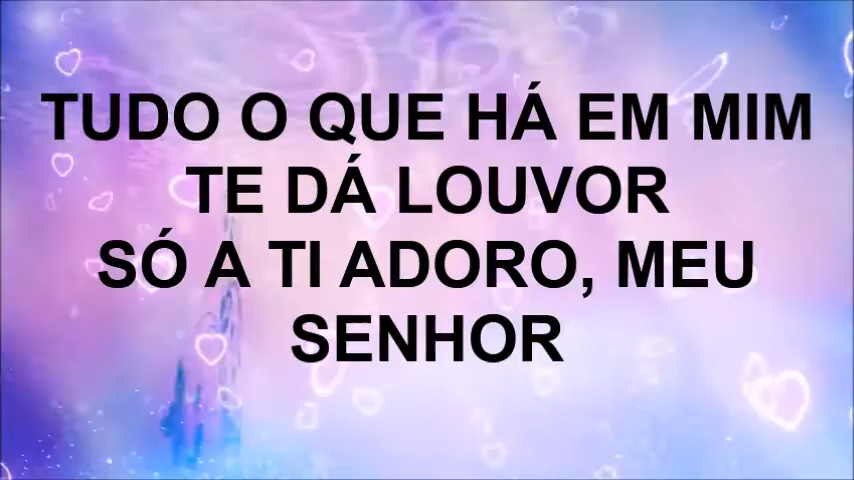 TUDO O QUE HÁ EM MIM
TE DÁ LOUVOR
SÓ A TI ADORO, MEU
SENHOR